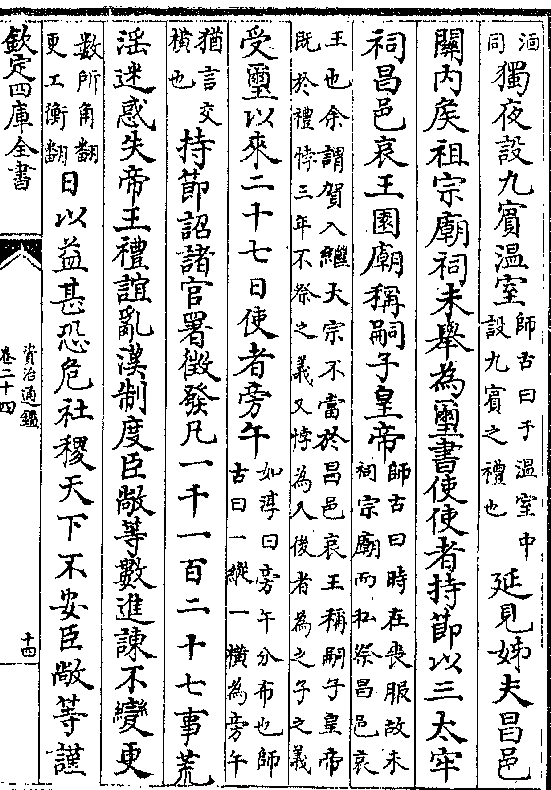 洄同獨夜設九賓溫室師古曰于溫室中設九賓之禮也延見姊夫昌邑
關內矦祖宗廟祠未舉為璽書使使者持節以三太牢
祠昌邑哀王園廟稱嗣子皇帝師古曰時在喪服故未祠宗廟而私祭昌邑哀
王也余謂賀入繼大宗不當於昌邑哀王稱嗣子皇帝既於禮悖三年不祭之義又悖為人後者為之子之義
受璽以來二十七日使者旁午如淳曰旁午分布也師古曰一縱一橫為旁午
猶言交橫也持節詔諸官署徵發凡一千一百二十七事荒
淫迷惑失帝王禮誼亂漢制度臣敞等數進諫不變更
數所角翻更工衡翻日以益甚恐危社稷天下不安臣敞等謹
欽定四庫全書
資治通鑑
卷二十四
十四